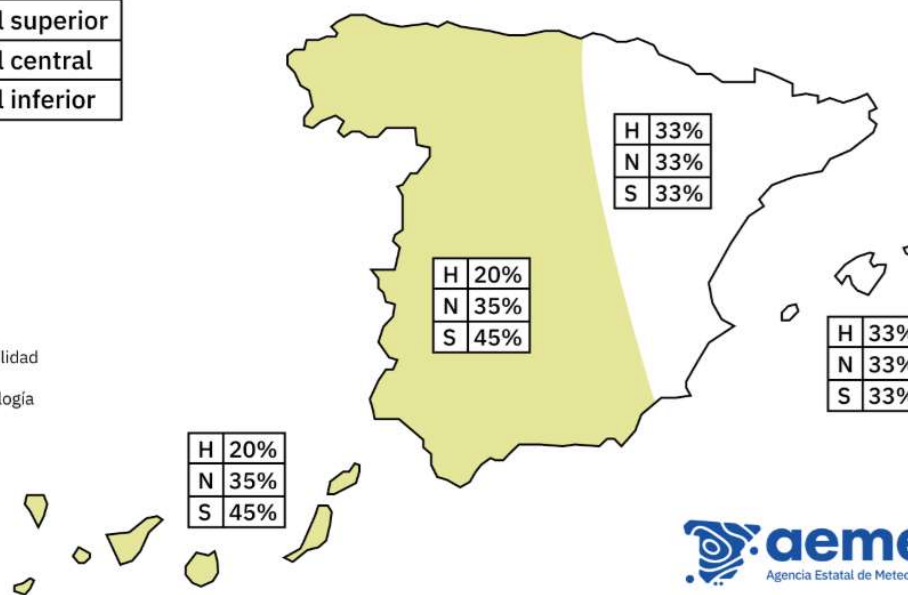 l superior
l central
l inferior
H 33%
N 33%
S 33%
H 20%
N 35%
S 45%
H 33%
N 33%
S 33%
lidad
logía
H 20%
N 35%
S 45%
aeme
Agencia Estatal de Meteo